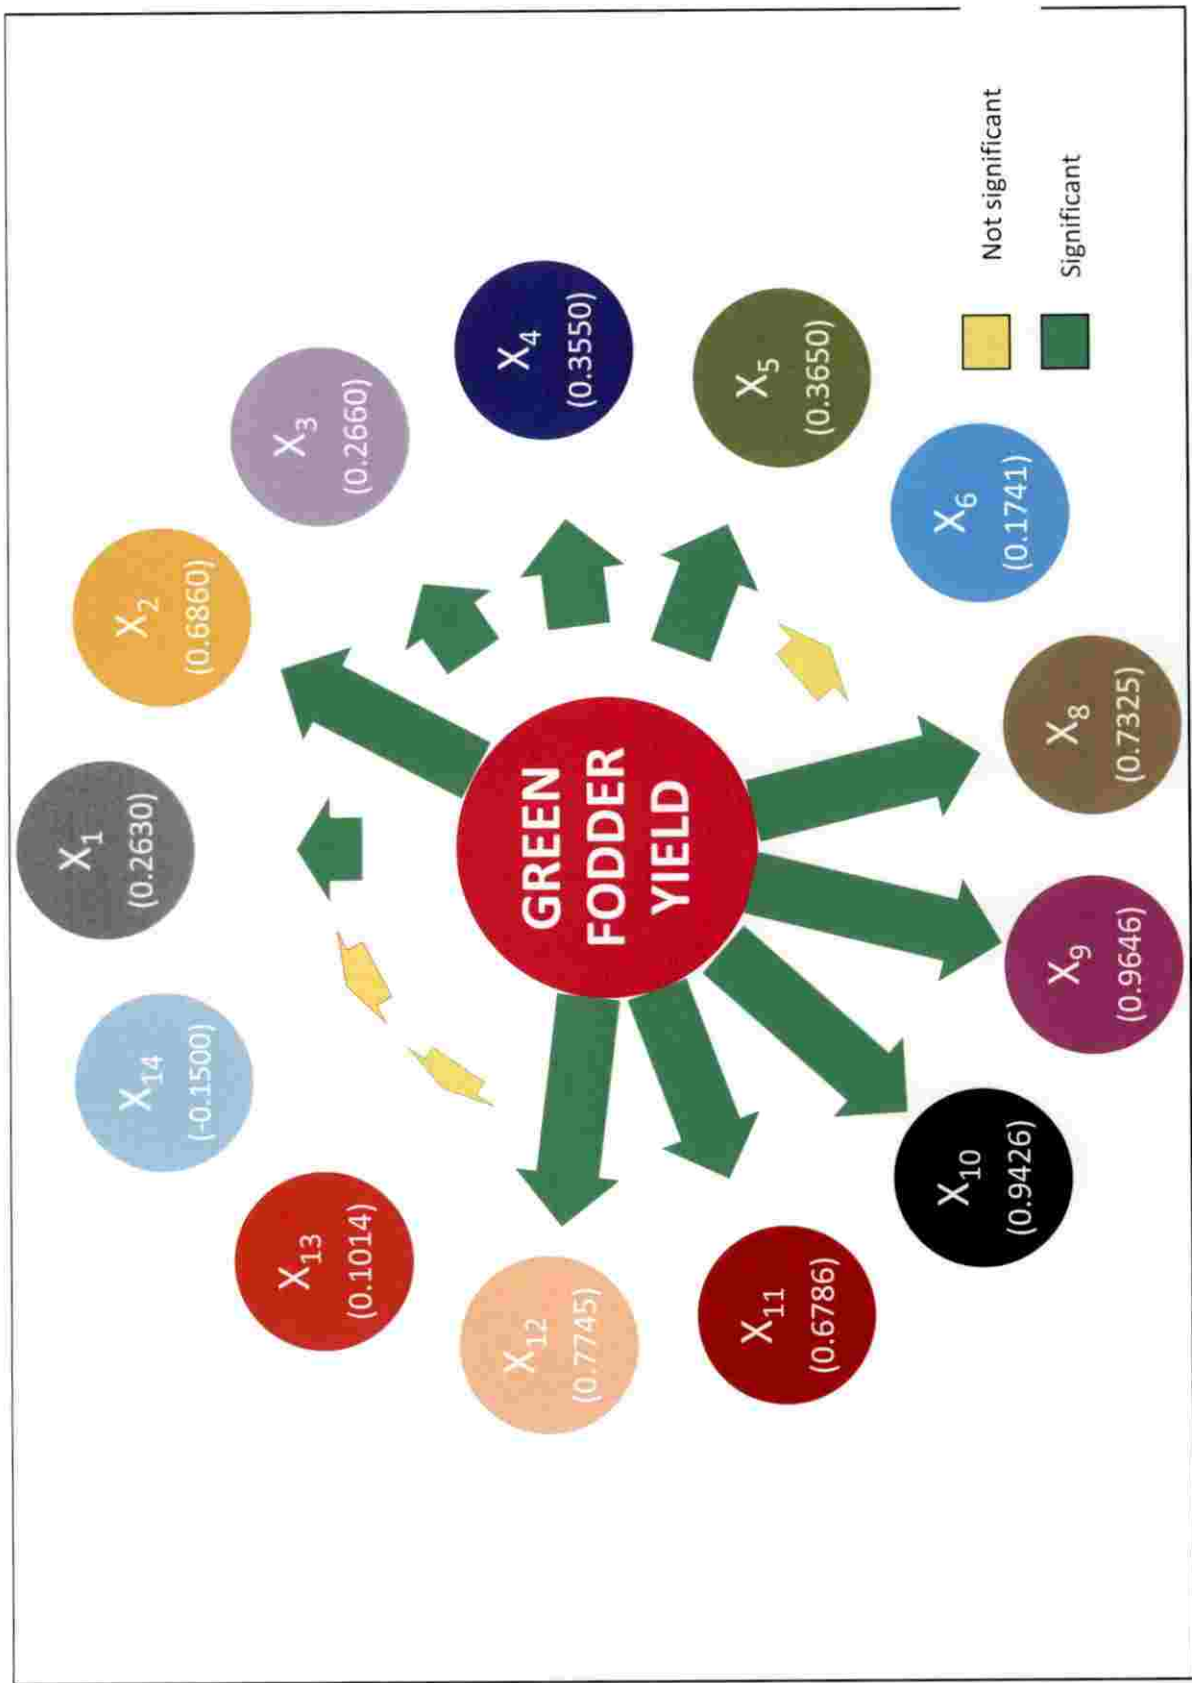 X1
(0.2630)
X2
(0.6860)
X3
(0.2660)
X4
(0.3550)
X5
(0.3650)
X6
(0.1741)
X8
(0.7325)
X9
(0.9646)
X10
(0.9426)
X11
(0.6786)
X12
(0.7745)
X13
(0.1014)
X14
(-0.1500)
GREEN
FODDER
YIELD
Not significant
Significant